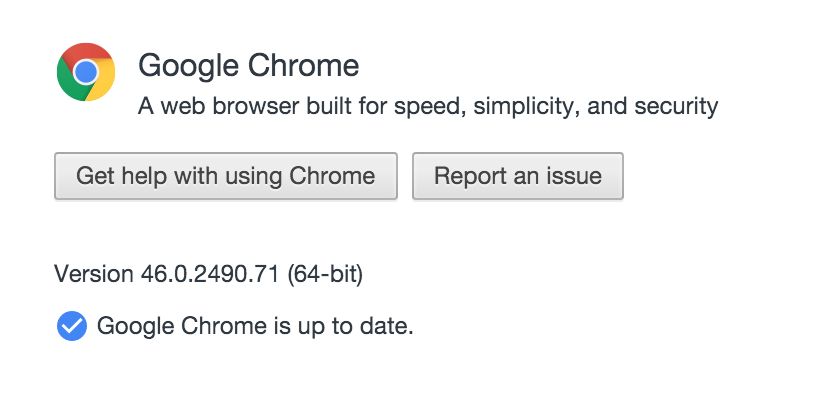 Google Chrome
A web browser built for speed, simplicity, and security
Get help with using Chrome Report an issue
Version 46.0.2490.71 (64-bit)
Google Chrome is up to date.